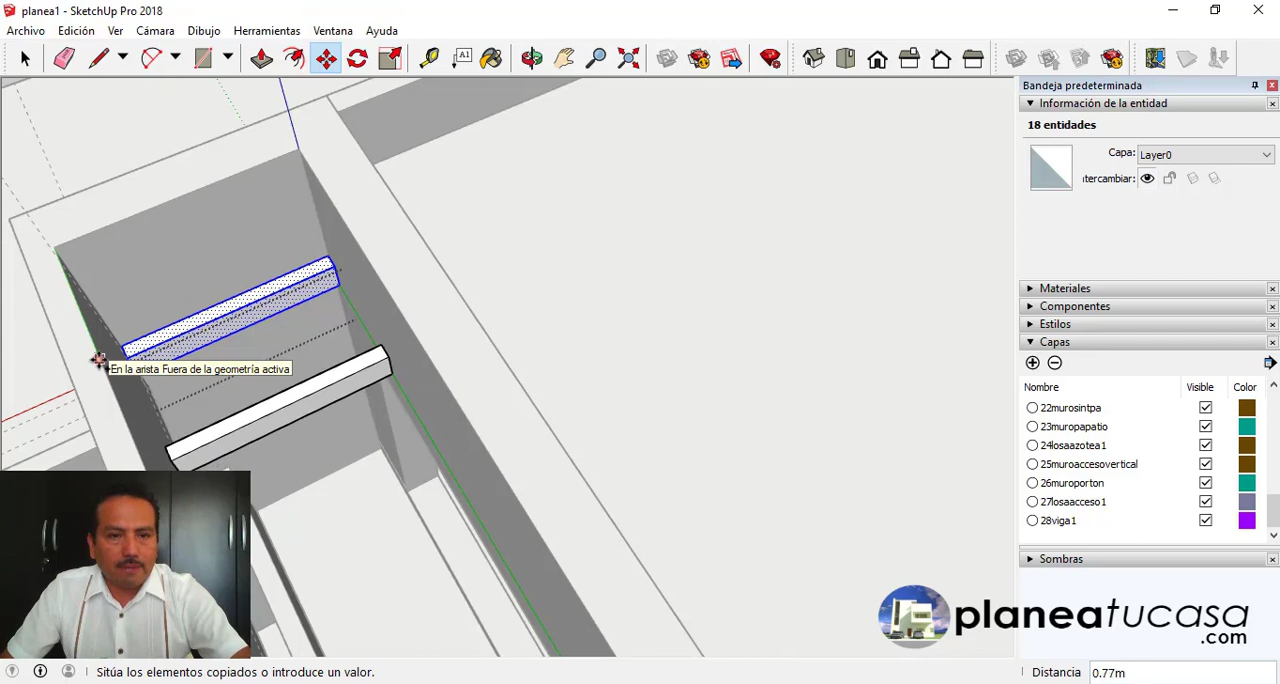 planea1 - SketchUp Pro 2018
Archivo Edición Ver Cámara Dibujo Herramientas Ventana Ayuda
A1
Bandeja predeterminada
Información de la entidad
18 entidades
Capa: Layer0
ntercambiar:
Materiales
Componentes
Estilos
Capas
Nombre Visible Color
22murosintpa
23muropapatio
24losaazotea1
25muroaccesovertical
26muroporton
27losaacceso1
28viga1
Sombras
En la arista Fuera de la geometría activa
planeatucasa
.com
Sitúa los elementos copiados o introduce un valor.
Distancia 0.77m